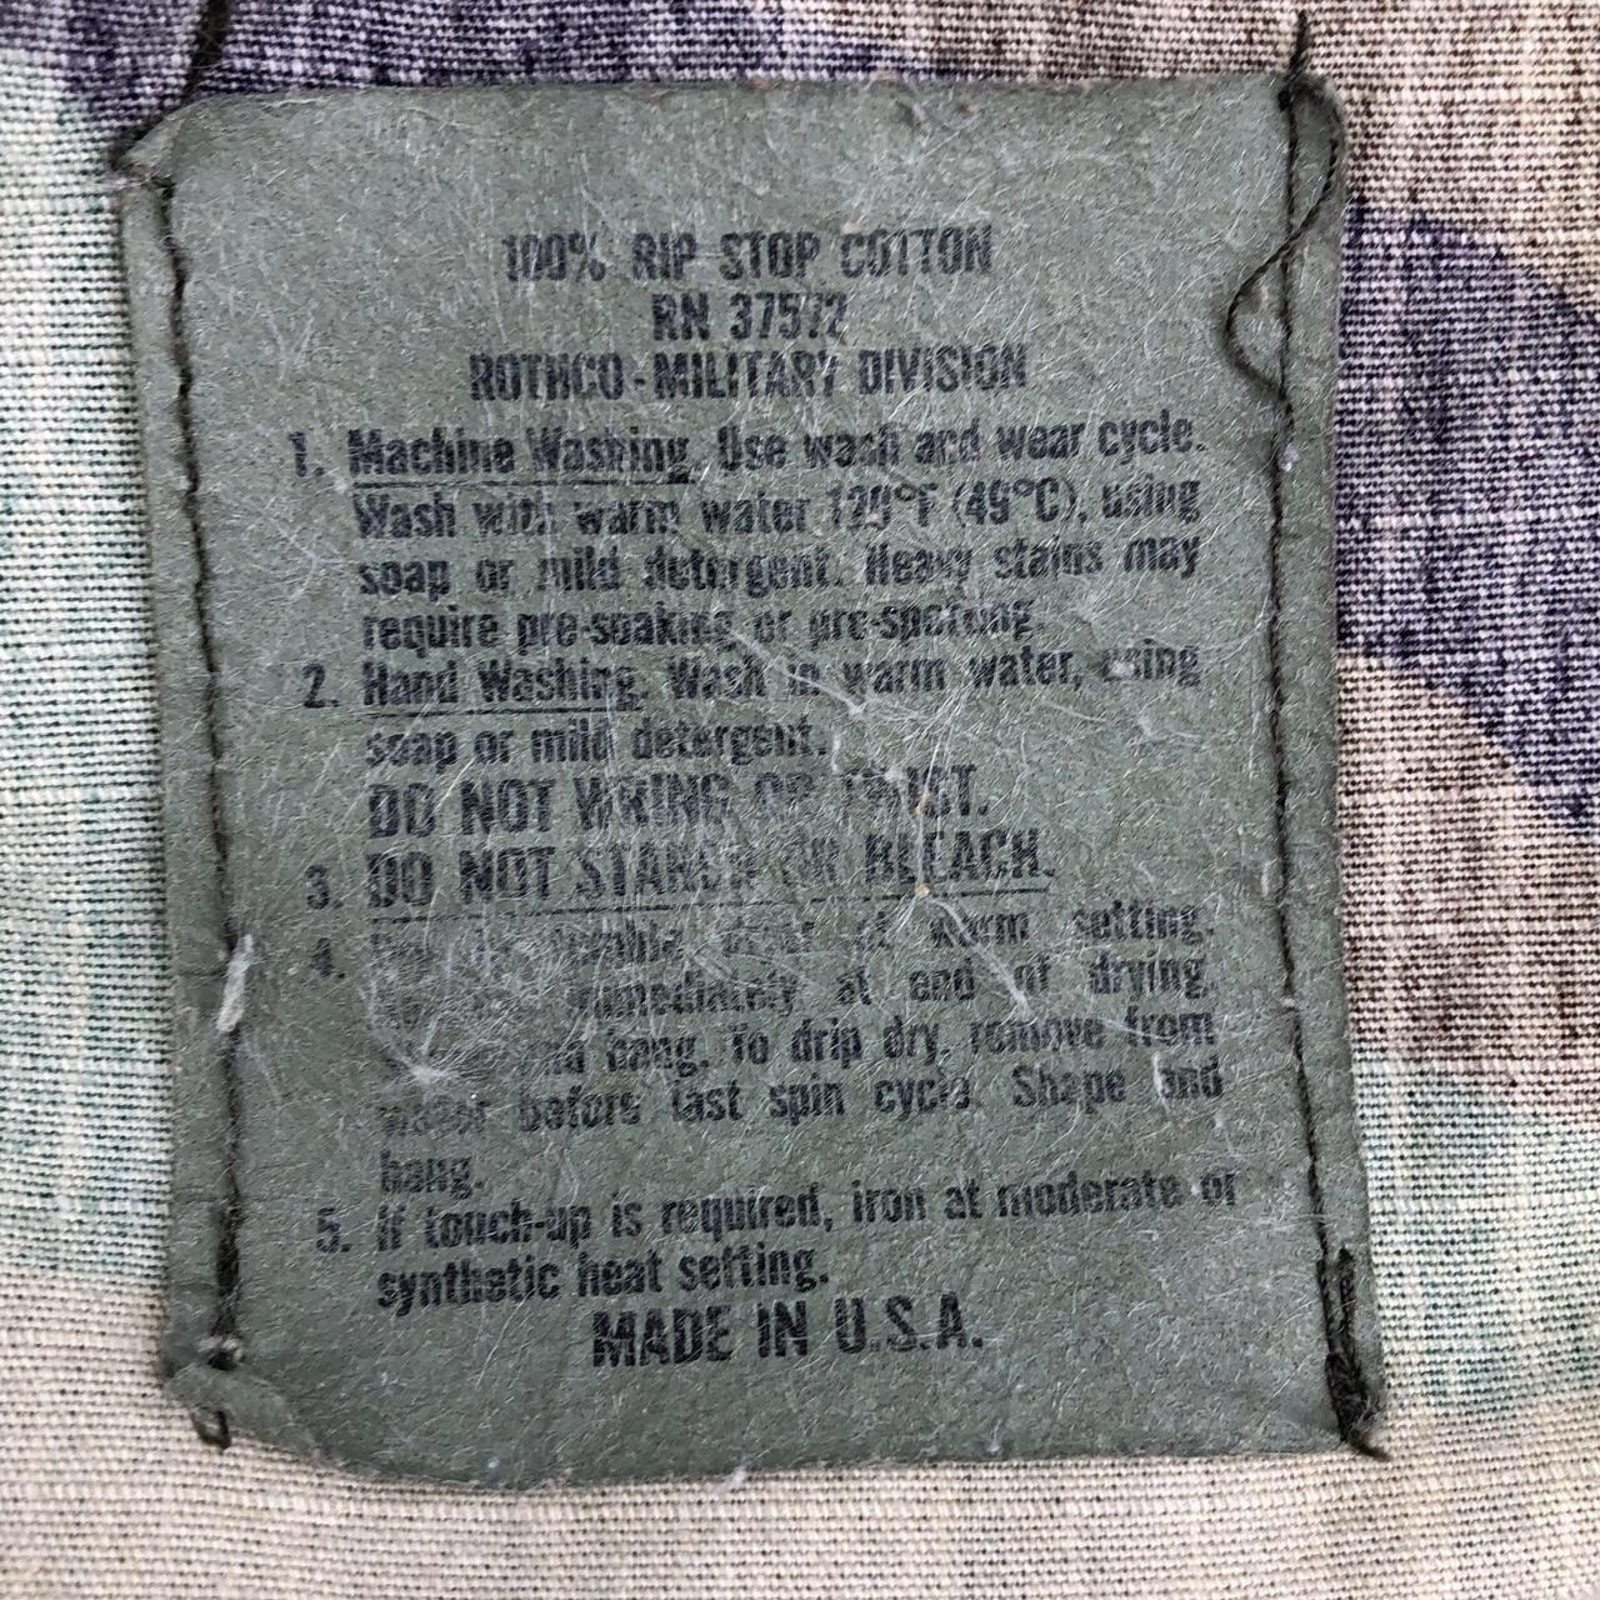 100% RIP STOP COTTON
RN 37572
ROTHCO-MILITARY DIVISION
1. Machine Washing. Use wash and wear cycle.
Wash with warm water 120°F (49°C), using
soap or mild detergent. Heavy stains may
require pre-soaking or pre-spotting
2. Hand Washing. Wash in warm water, using
soap or mild detergent.
DO NOT WRING OR TWIST.
3. DO NOT STARCH OR BLEACH.
4. tumble at warm setting.
immediately at end of drying.
and hang. To drip dry, remove from
water before last spin cycle. Shape and
hang.
5. If touch-up is required, iron at moderate or
synthetic heat setting.
MADE IN U.S.A.